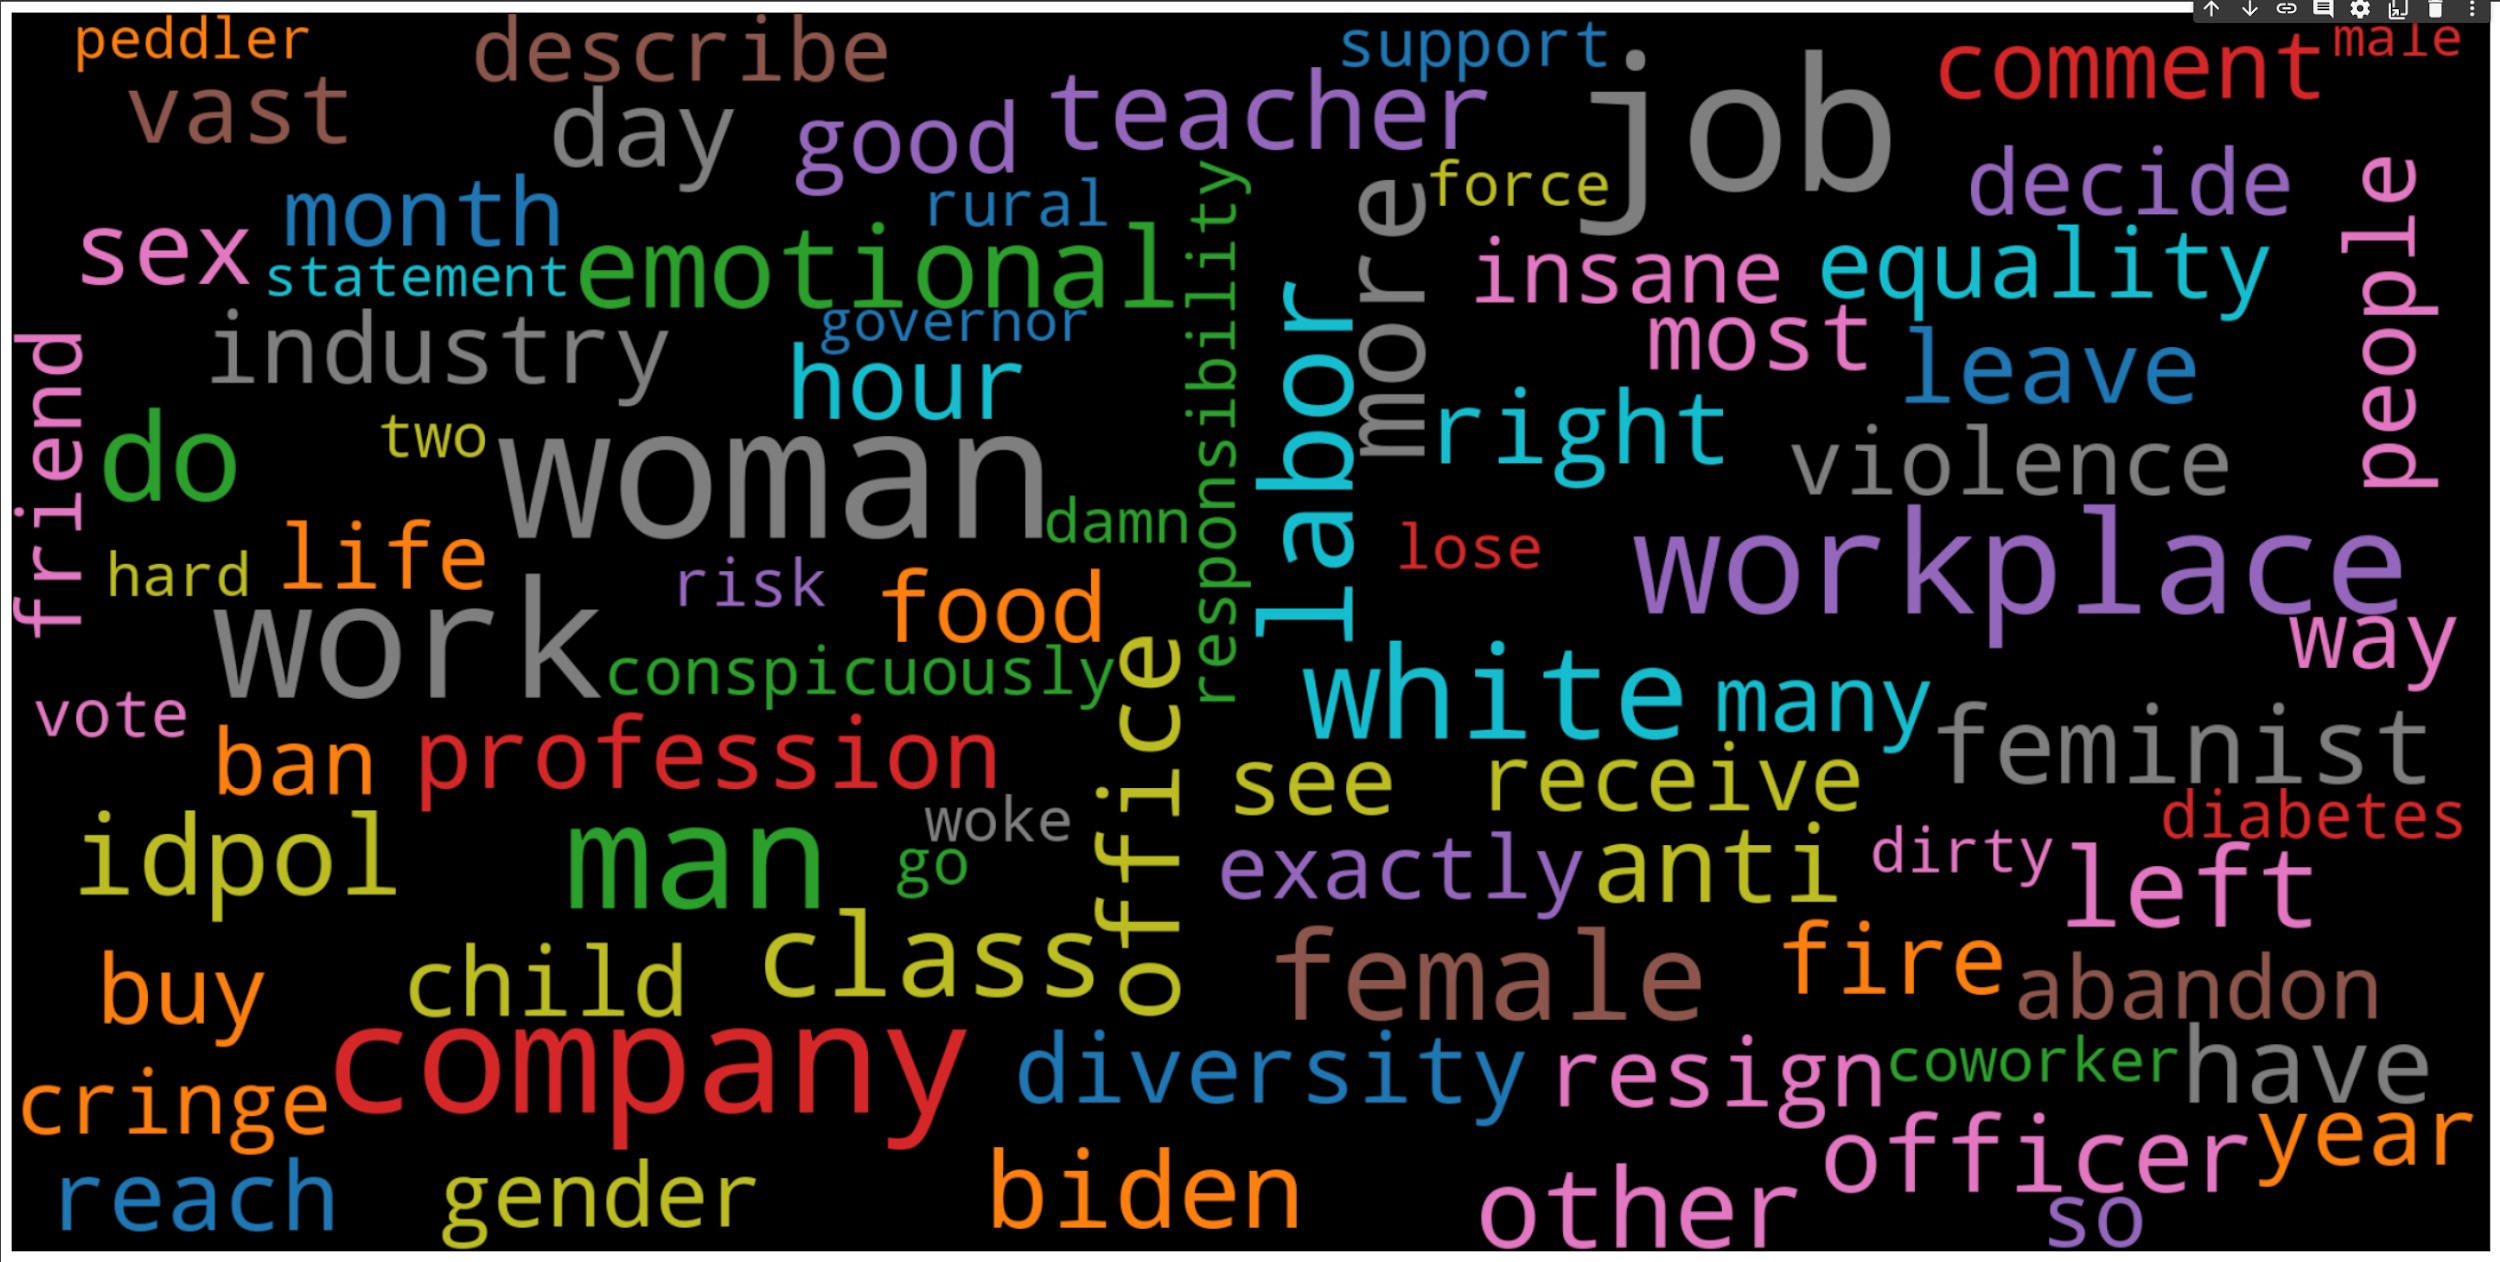 peddler
describe
support
male
comment
vast
day
good
teacher
job
month
rural
force
decide
people
sex
statement
emotional
responsibility
more
insane
equality
industry
governor
hour
labor
most
leave
friend
do
two
woman
right
violence
damn
hard
life
risk
food
lose
workplace
work
conspicuously
office
white
many
way
vote
ban
profession
see
receive
feminist
idpol
man
woke
go
exactly
anti
dirty
diabetes
left
buy
child
class
female
fire
abandon
cringe
company
diversity
resign
coworker
have
reach
gender
biden
other
officer
year
so